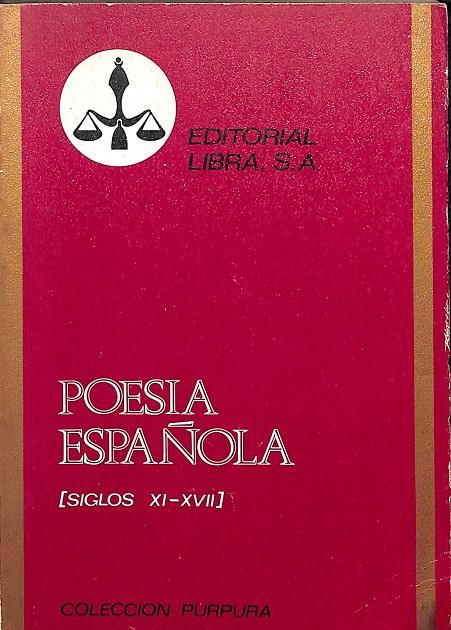 EDITORIAL
LIBRA, S.A.
POESIA
ESPAÑOLA
[SIGLOS XI-XVII]
COLECCION PURPURA